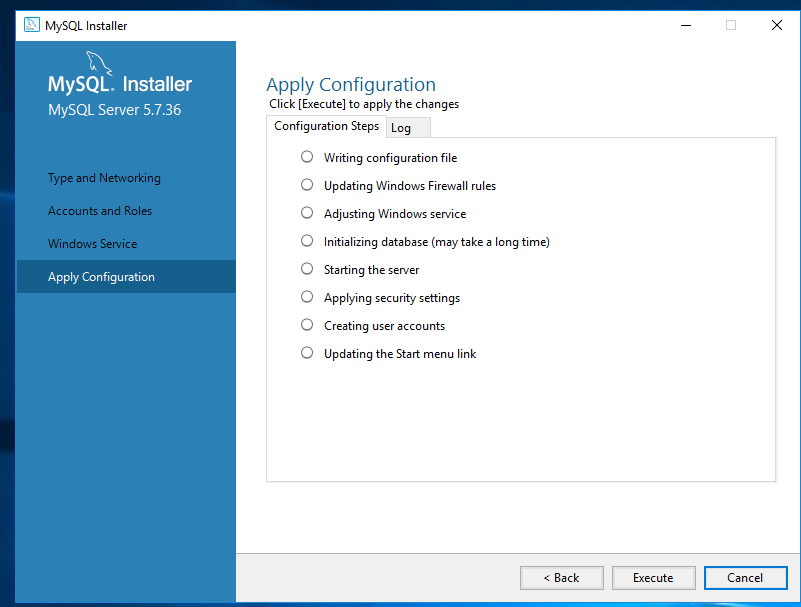 MySQL Installer
MySQL. Installer
MySQL Server 5.7.36
Type and Networking
Accounts and Roles
Windows Service
Apply Configuration
Apply Configuration
Click [Execute] to apply the changes
Configuration Steps
Log
Writing configuration file
Updating Windows Firewall rules
Adjusting Windows service
Initializing database (may take a long time)
Starting the server
Applying security settings
Creating user accounts
Updating the Start menu link
< Back
Execute
Cancel